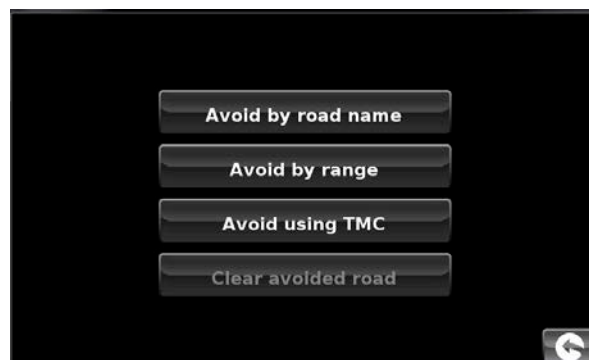 Avoid by road name
Avoid by range
Avoid using TMC
Clear avoided road